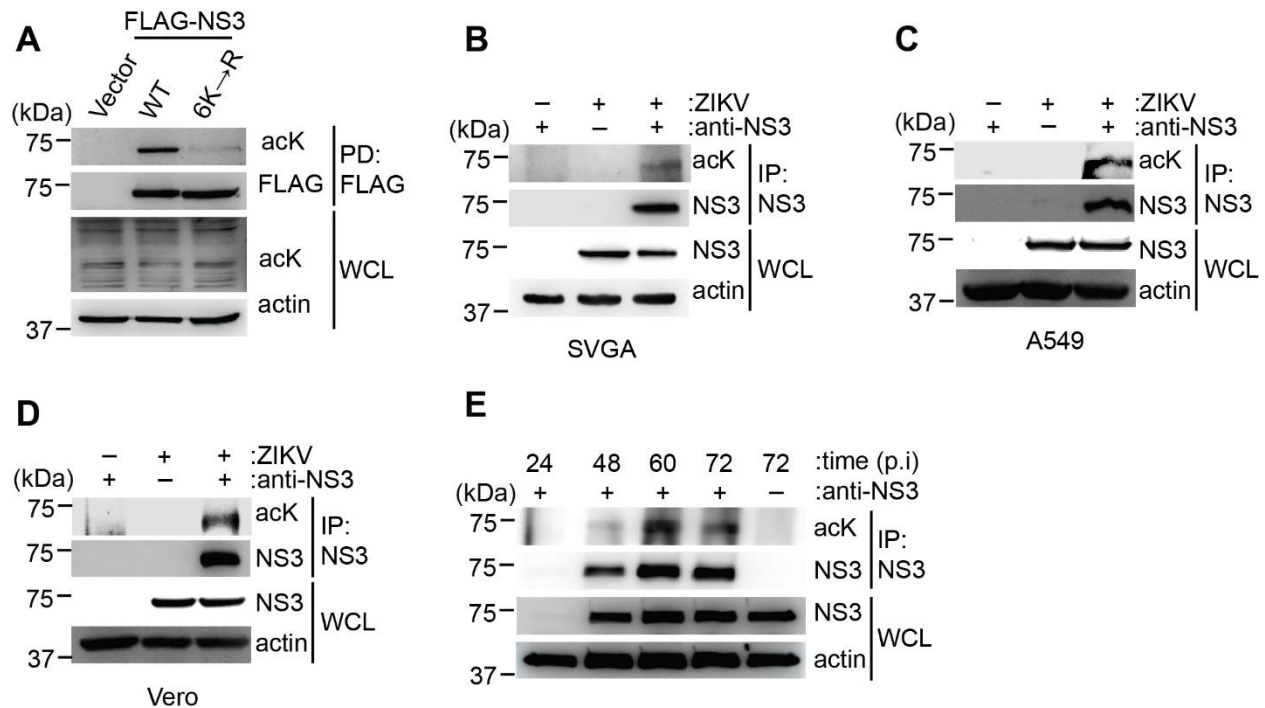 A
FLAG-NS3
Vector WT 6K→R
(kDa)
75
acK
75
FLAG
PD:
FLAG
acK
WCL
actin
37
B
– + + :ZIKV
(kDa) + – + :anti-NS3
75
acK
75
NS3
IP:
NS3
75
NS3
WCL
37
actin
SVGA
C
– + + :ZIKV
(kDa) + – + :anti-NS3
75
acK
75
NS3
IP:
NS3
75
NS3
WCL
37
actin
A549
D
– + + :ZIKV
(kDa) + – + :anti-NS3
75
acK
75
NS3
IP:
NS3
75
NS3
WCL
37
actin
Vero
E
24 48 60 72 72 :time (p.i)
(kDa) + + + + – :anti-NS3
75
acK
75
NS3
IP:
NS3
75
NS3
WCL
37
actin